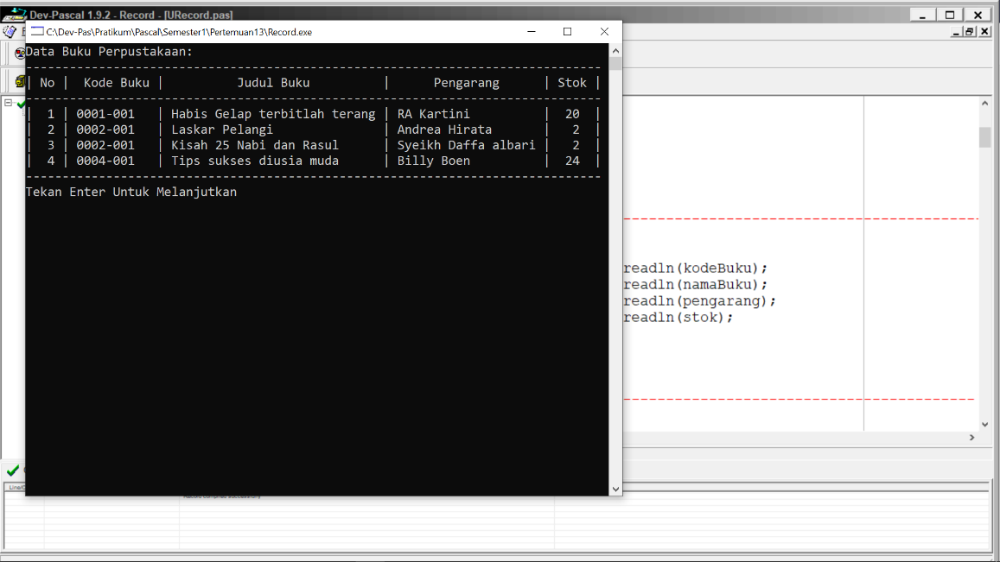 Dev-Pascal 1.9.2 - Record - [URecord.pas]
C:\Dev-Pas\Pratikum\Pascal\Semester1\Pertemuan13\Record.exe
Data Buku Perpustakaan:
-------------------------------------------------------------------------------
| No | Kode Buku | Judul Buku | Pengarang | Stok |
-------------------------------------------------------------------------------
| 1 | 0001-001 | Habis Gelap terbitlah terang | RA Kartini | 20 |
| 2 | 0002-001 | Laskar Pelangi | Andrea Hirata | 2 |
| 3 | 0002-001 | Kisah 25 Nabi dan Rasul | Syeikh Daffa albari | 2 |
| 4 | 0004-001 | Tips sukses diusia muda | Billy Boen | 24 |
-------------------------------------------------------------------------------
Tekan Enter Untuk Melanjutkan
readln(kodeBuku);
readln(namaBuku);
readln(pengarang);
readln(stok);